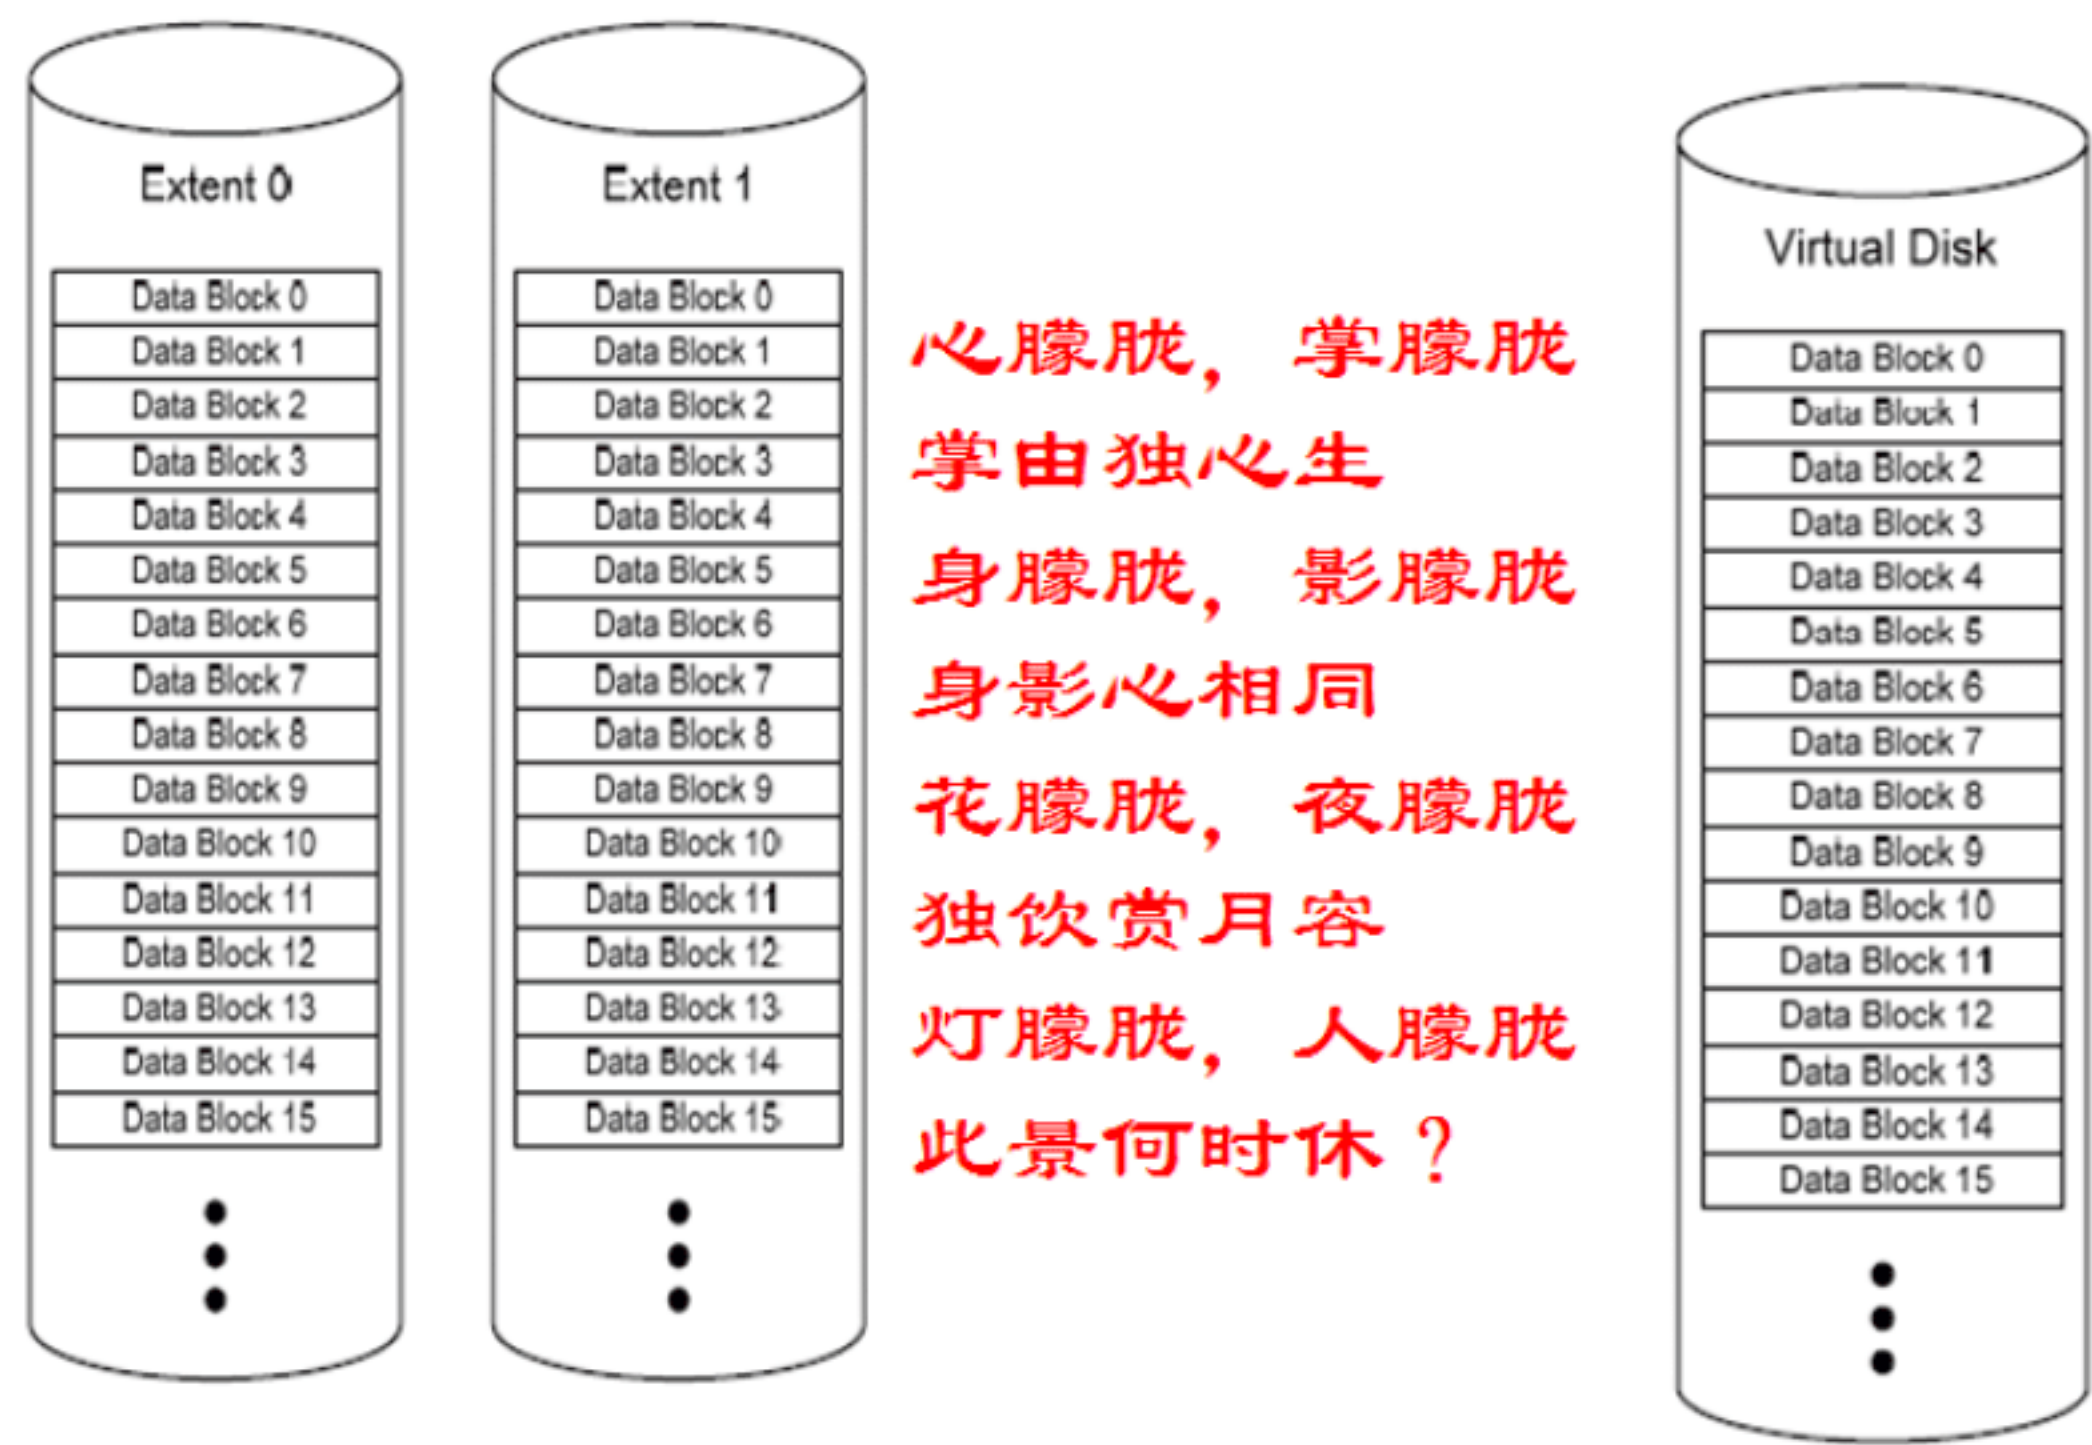 Extent 0
Data Block 0
Data Block 1
Data Block 2
Data Block 3
Data Block 4
Data Block 5
Data Block 6
Data Block 7
Data Block 8
Data Block 9
Data Block 10
Data Block 11
Data Block 12
Data Block 13
Data Block 14
Data Block 15
Extent 1
Data Block 0
Data Block 1
Data Block 2
Data Block 3
Data Block 4
Data Block 5
Data Block 6
Data Block 7
Data Block 8
Data Block 9
Data Block 10
Data Block 11
Data Block 12
Data Block 13
Data Block 14
Data Block 15
心朦胧，掌朦胧
掌由独心生
身朦胧，影朦胧
身影心相同
花朦胧，夜朦胧
独饮赏月容
灯朦胧，人朦胧
此景何时休？
Virtual Disk
Data Block 0
Data Block 1
Data Block 2
Data Block 3
Data Block 4
Data Block 5
Data Block 6
Data Block 7
Data Block 8
Data Block 9
Data Block 10
Data Block 11
Data Block 12
Data Block 13
Data Block 14
Data Block 15